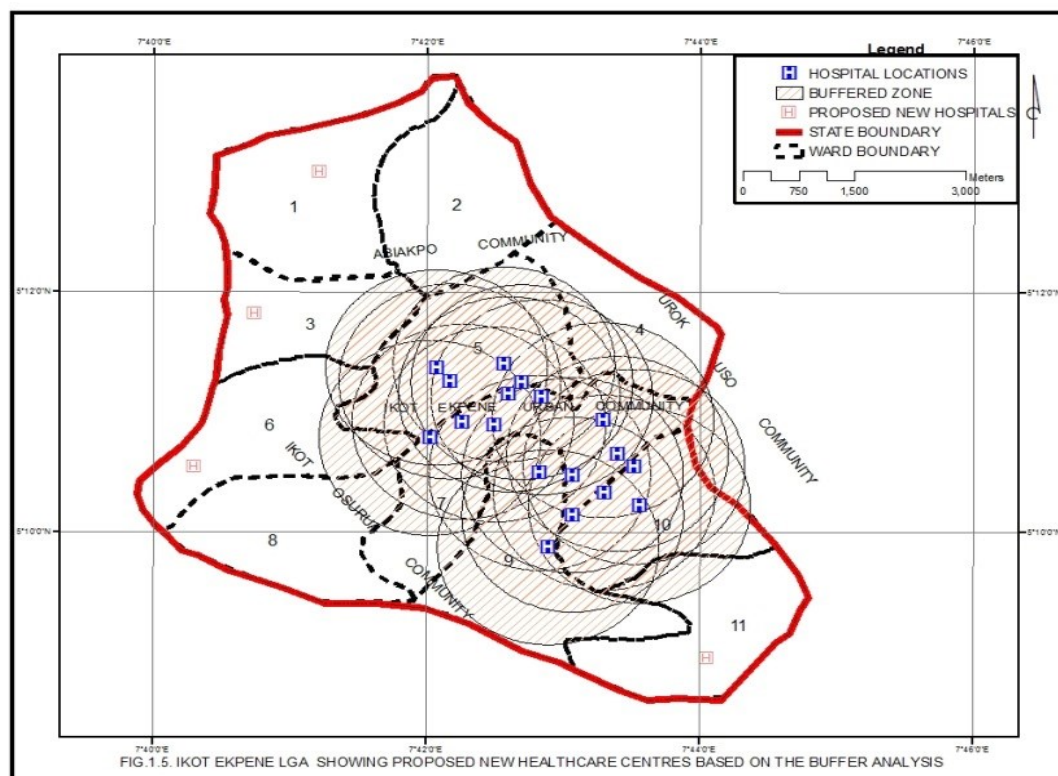 7°40'0"E 7°42'0"E 7°44'0"E 7°46'0"E
Legend
H HOSPITAL LOCATIONS
BUFFERED ZONE
H PROPOSED NEW HOSPITALS
STATE BOUNDARY
WARD BOUNDARY
Meters
0 750 1,500 3,000
1
2
ABIAKPO COMMUNITY
5°12'0"N 5°12'0"N
UROK
USO
COMMUNITY
3
4
5
IKOT EKPENE URBAN COMMUNITY
6
IKOT
OSURUA
COMMUNITY
7
8
9
10
5°10'0"N 5°10'0"N
11
7°40'0"E 7°42'0"E 7°44'0"E 7°46'0"E
FIG.1.5. IKOT EKPENE LGA SHOWING PROPOSED NEW HEALTHCARE CENTRES BASED ON THE BUFFER ANALYSIS